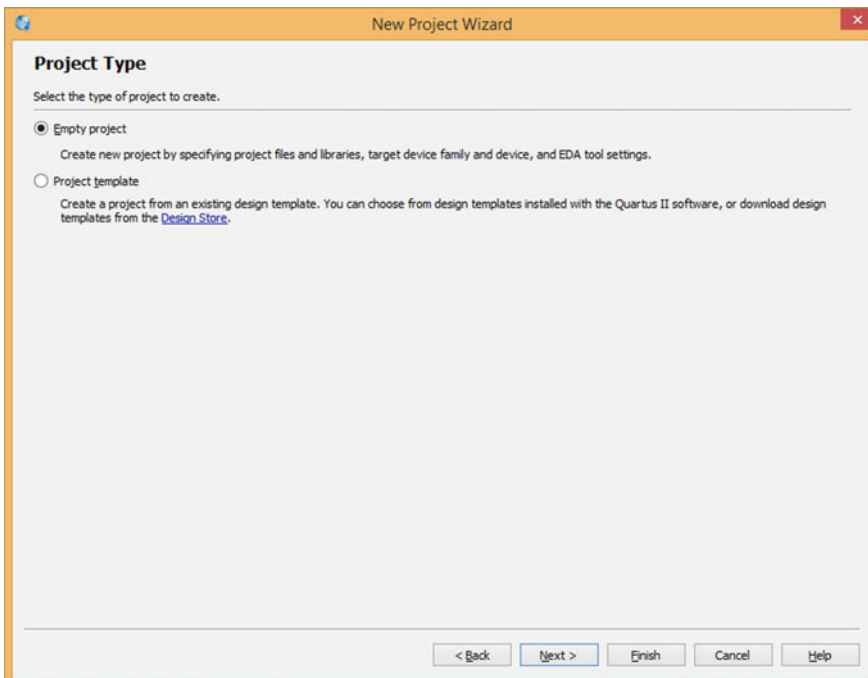 New Project Wizard
Project Type
Select the type of project to create.
Empty project
Create new project by specifying project files and libraries, target device family and device, and EDA tool settings.
Project template
Create a project from an existing design template. You can choose from design templates installed with the Quartus II software, or download design
templates from the Design Store.
< Back Next > Finish Cancel Help